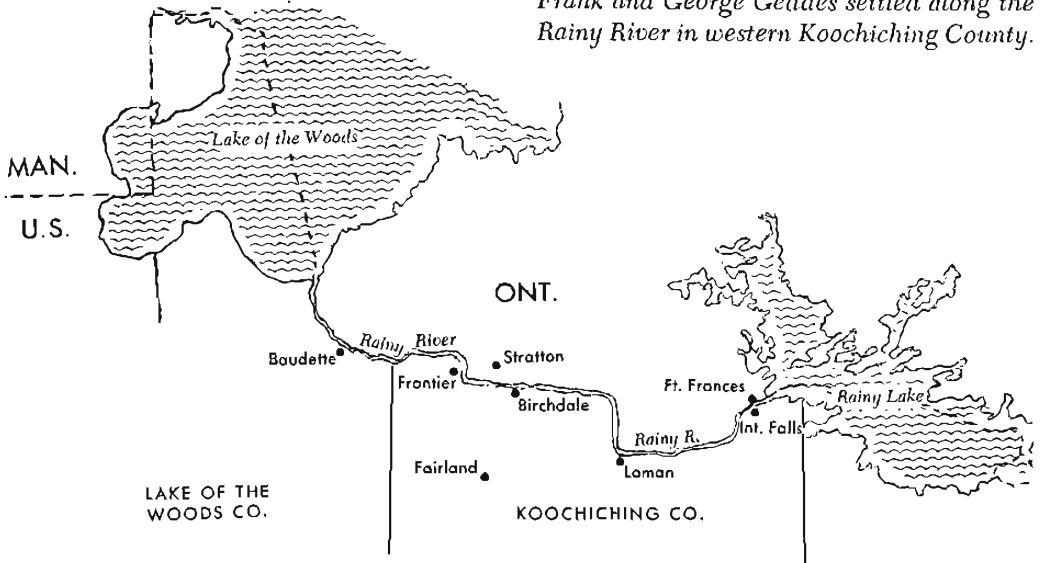 Frank and George Geddes settled along the
Rainy River in western Koochiching County.
Lake of the Woods
MAN.
U.S.
ONT.
Rainy River
Baudette
Stratton
Frontier
Birchdale
Ft. Frances
Rainy Lake
Int. Falls
Rainy R.
Loman
Fairland
LAKE OF THE
WOODS CO.
KOOCHICHING CO.